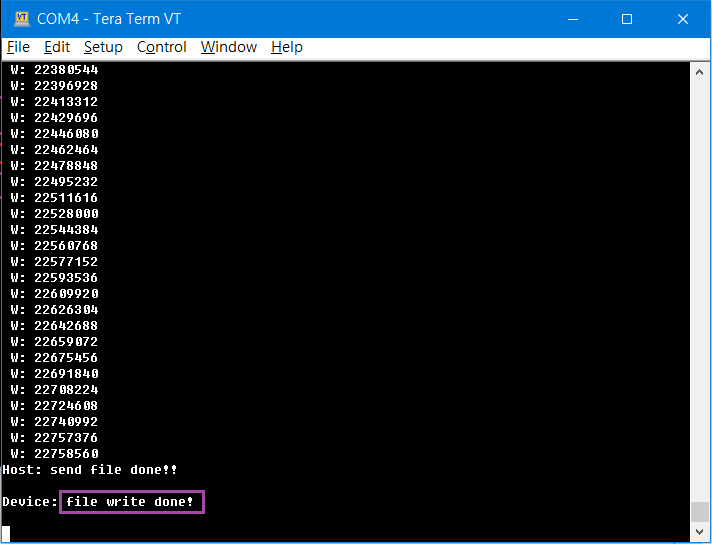 COM4 - Tera Term VT
File Edit Setup Control Window Help
W: 22380544
W: 22396928
W: 22413312
W: 22429696
W: 22446080
W: 22462464
W: 22478848
W: 22495232
W: 22511616
W: 22528000
W: 22544384
W: 22560768
W: 22577152
W: 22593536
W: 22609920
W: 22626304
W: 22642688
W: 22659072
W: 22675456
W: 22691840
W: 22708224
W: 22724608
W: 22740992
W: 22757376
W: 22758560
Host: send file done!!
Device: file write done!